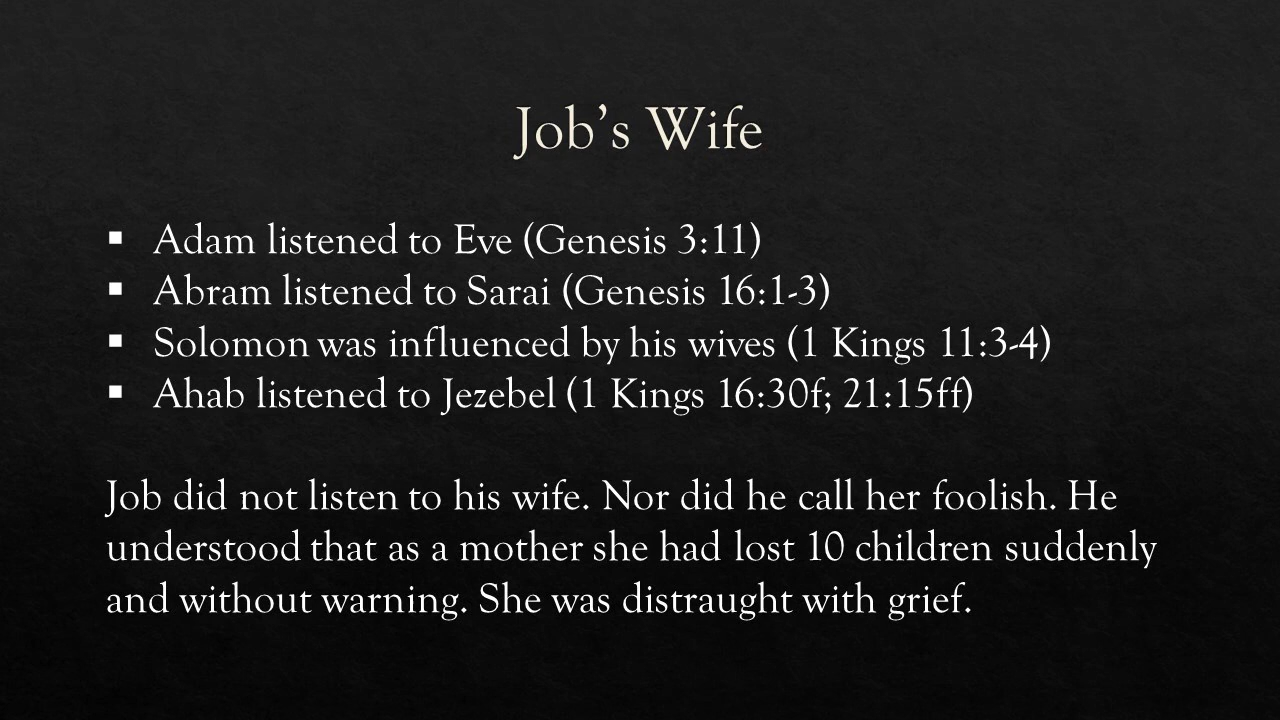 Job’s Wife
▪ Adam listened to Eve (Genesis 3:11)
▪ Abram listened to Sarai (Genesis 16:1-3)
▪ Solomon was influenced by his wives (1 Kings 11:3-4)
▪ Ahab listened to Jezebel (1 Kings 16:30f; 21:15ff)
Job did not listen to his wife. Nor did he call her foolish. He
understood that as a mother she had lost 10 children suddenly
and without warning. She was distraught with grief.